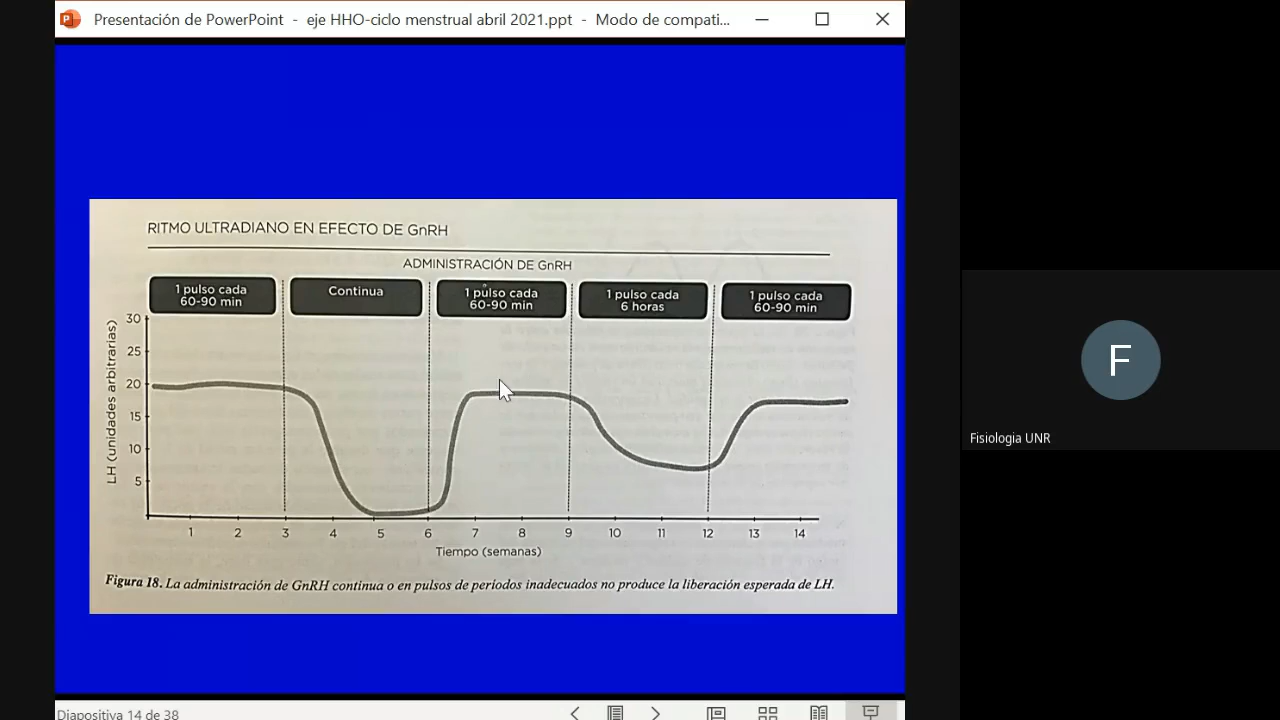 Presentación de PowerPoint - eje HHO-ciclo menstrual abril 2021.ppt - Modo de compati...
RITMO ULTRADIANO EN EFECTO DE GnRH
ADMINISTRACIÓN DE GnRH
1 pulso cada
60-90 min
Continua
1 pulso cada
60-90 min
1 pulso cada
6 horas
1 pulso cada
60-90 min
LH (unidades arbitrarias)
30
25
20
15
10
5
1 2 3 4 5 6 7 8 9 10 11 12 13 14
Tiempo (semanas)
Figura 18. La administración de GnRH continua o en pulsos de periodos inadecuados no produce la liberación esperada de LH.
F
Fisiologia UNR
Diapositiva 14 de 38